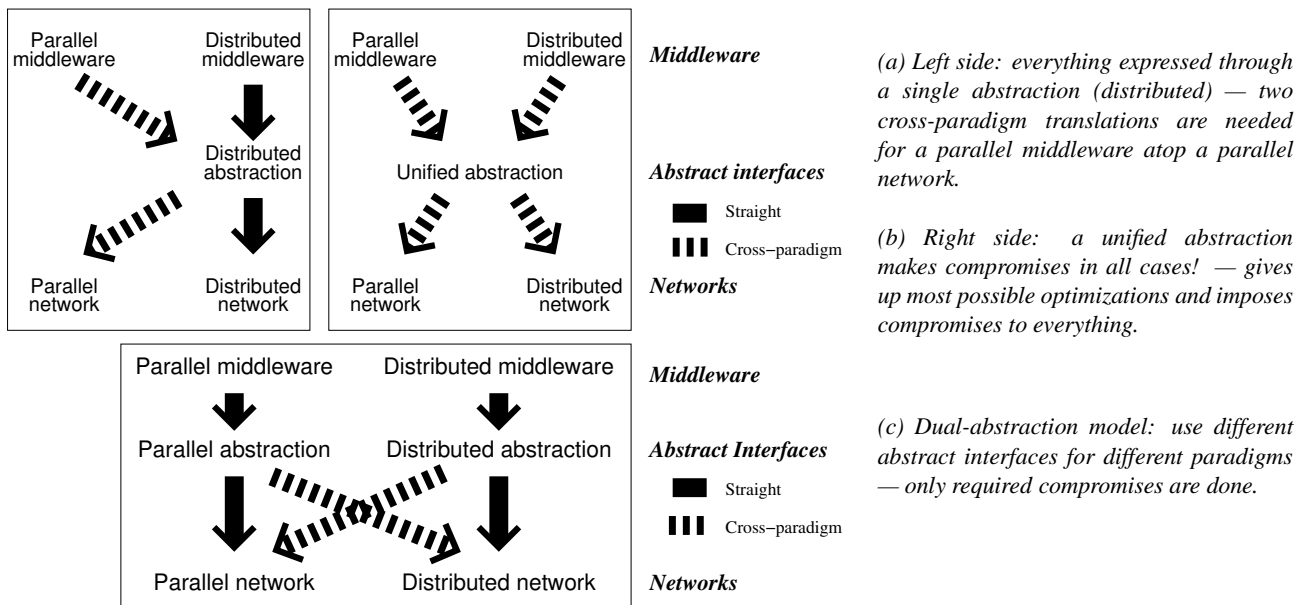 Parallel
middleware
Distributed
middleware
Distributed
abstraction
Parallel
network
Distributed
network
Parallel
middleware
Distributed
middleware
Unified abstraction
Parallel
network
Distributed
network
Middleware
Abstract interfaces
Straight
Cross−paradigm
Networks
(a) Left side: everything expressed through
a single abstraction (distributed) — two
cross-paradigm translations are needed
for a parallel middleware atop a parallel
network.
(b) Right side: a unified abstraction
makes compromises in all cases! — gives
up most possible optimizations and imposes
compromises to everything.
Parallel middleware
Distributed middleware
Parallel abstraction
Distributed abstraction
Parallel network
Distributed network
Middleware
Abstract Interfaces
Straight
Cross−paradigm
Networks
(c) Dual-abstraction model: use different
abstract interfaces for different paradigms
— only required compromises are done.